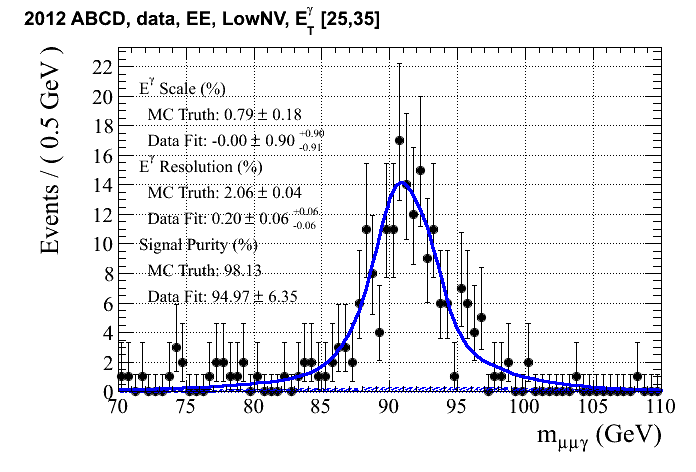 2012 ABCD, data, EE, LowNV, E_T^γ [25,35]
Events / ( 0.5 GeV )
22
20
18
16
14
12
10
8
6
4
2
0
E^γ Scale (%)
MC Truth: 0.79 ± 0.18
Data Fit: -0.00 ± 0.90 +0.90 -0.91
E^γ Resolution (%)
MC Truth: 2.06 ± 0.04
Data Fit: 0.20 ± 0.06 +0.06 -0.06
Signal Purity (%)
MC Truth: 98.13
Data Fit: 94.97 ± 6.35
70 75 80 85 90 95 100 105 110
m_μμγ (GeV)